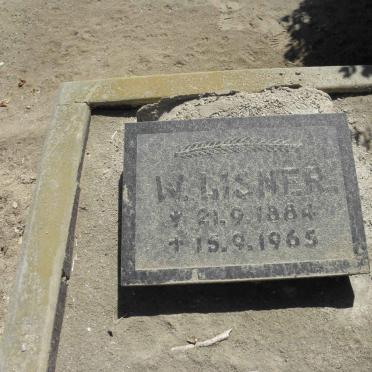 W. LISNER.
* 21.9.1884
+ 15.9.1965